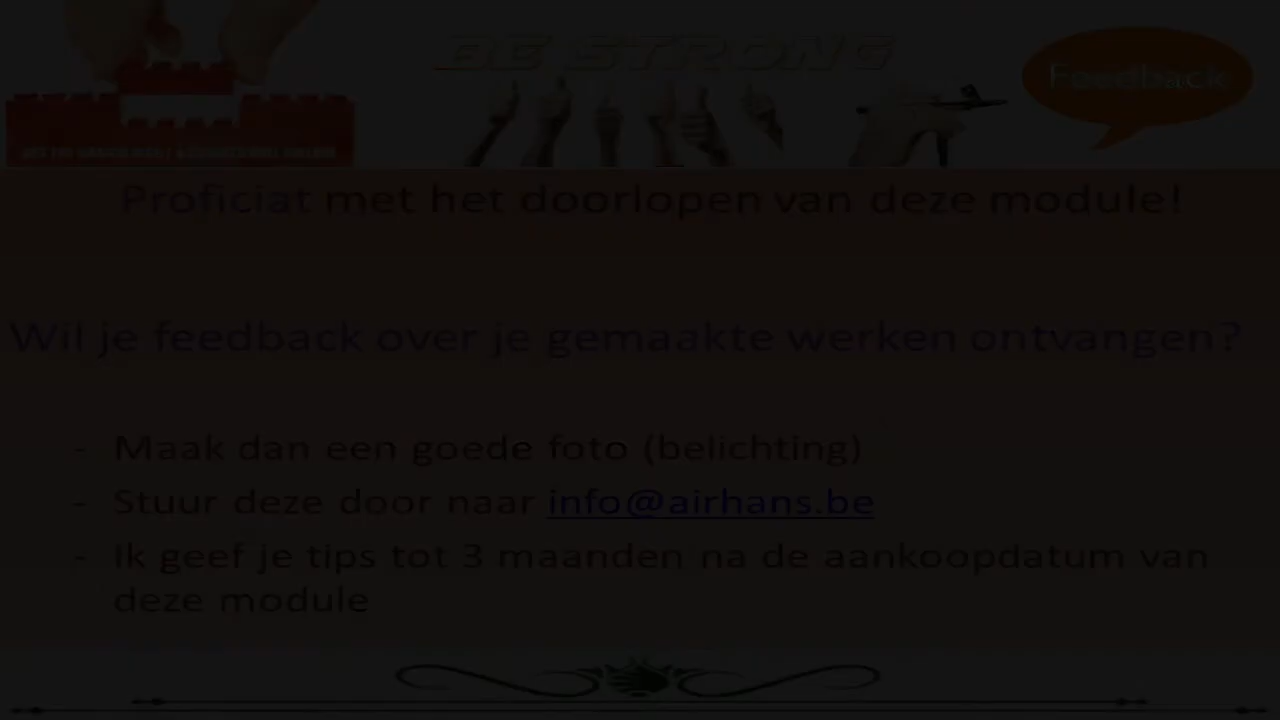 BE STRONG
Feedback
Proficiat met het doorlopen van deze module!
Wil je feedback over je gemaakte werken ontvangen?
- Maak dan een goede foto (belichting)
- Stuur deze door naar info@airhans.be
- Ik geef je tips tot 3 maanden na de aankoopdatum van
deze module